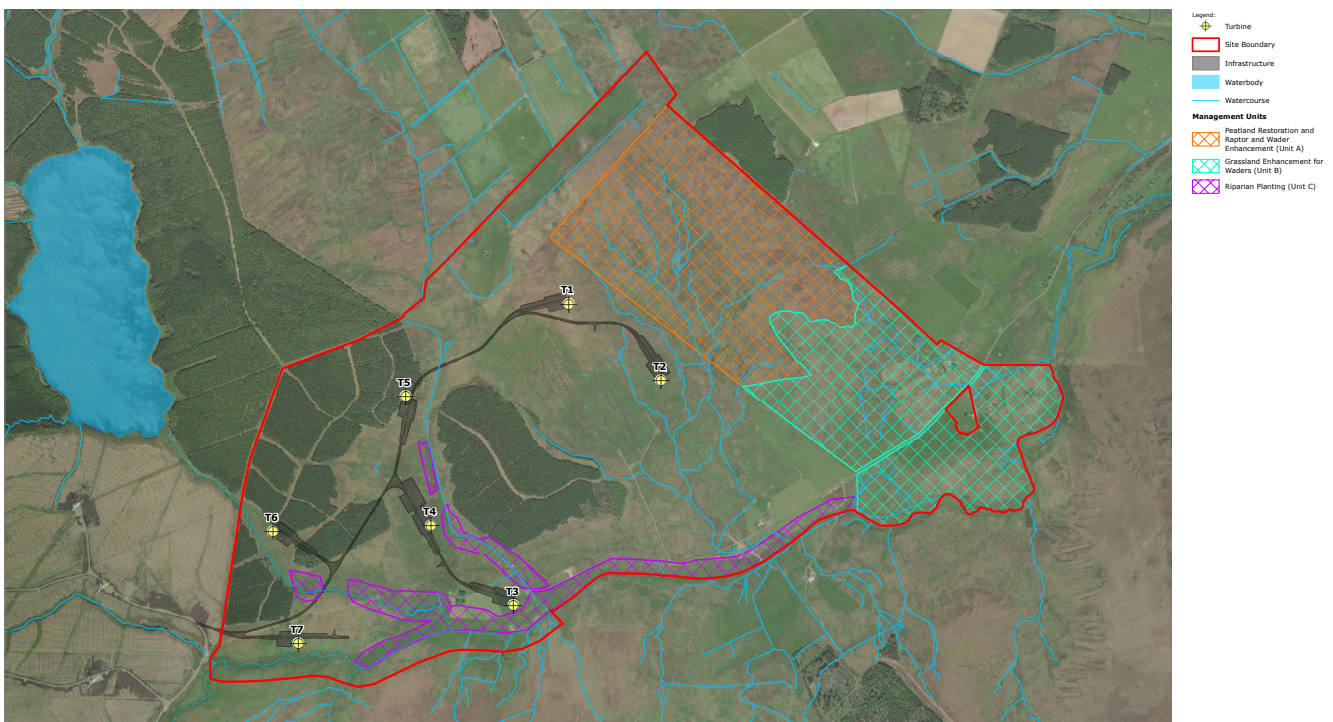 Legend:
Turbine
Site Boundary
Infrastructure
Waterbody
Watercourse
Management Units
Peatland Restoration and
Raptor and Wader
Enhancement (Unit A)
Grassland Enhancement for
Waders (Unit B)
Riparian Planting (Unit C)
T1
T2
T5
T4
T6
T3
T7